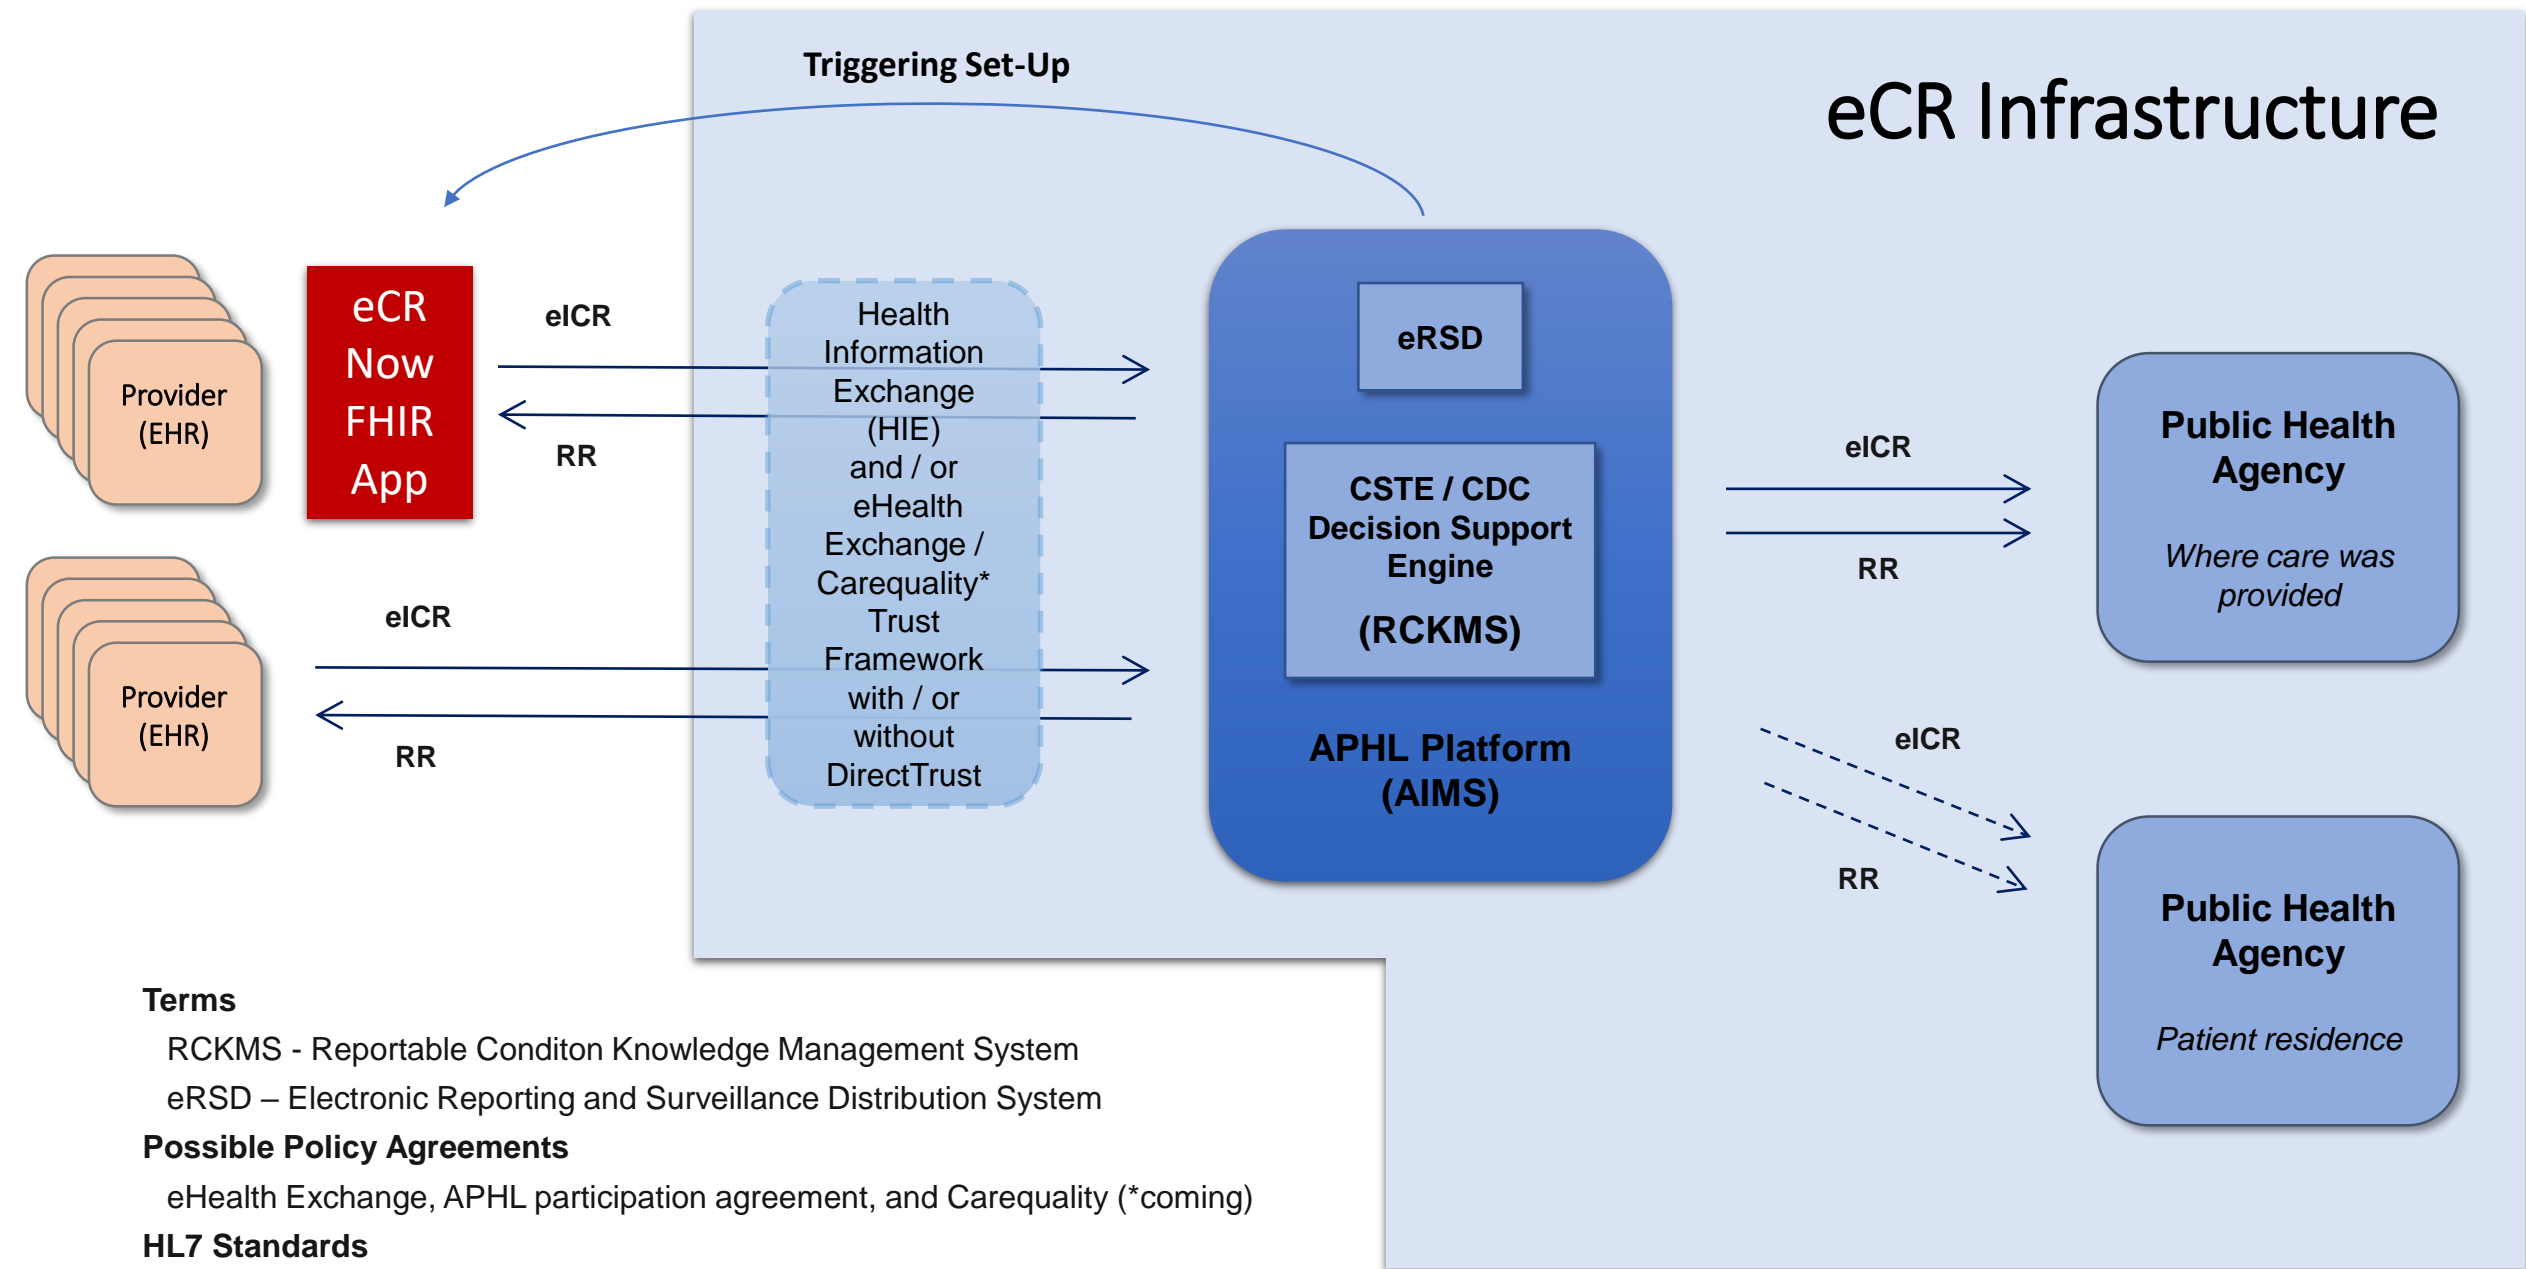 Triggering Set-Up
eCR Infrastructure
Provider
(EHR)
eCR
Now
FHIR
App
eICR
RR
Provider
(EHR)
eICR
RR
Health
Information
Exchange
(HIE)
and / or
eHealth
Exchange /
Carequality*
Trust
Framework
with / or
without
DirectTrust
eRSD
CSTE / CDC
Decision Support
Engine
(RCKMS)
APHL Platform
(AIMS)
eICR
RR
eICR
RR
Public Health
Agency
Where care was
provided
Public Health
Agency
Patient residence
Terms
RCKMS - Reportable Conditon Knowledge Management System
eRSD – Electronic Reporting and Surveillance Distribution System
Possible Policy Agreements
eHealth Exchange, APHL participation agreement, and Carequality (*coming)
HL7 Standards